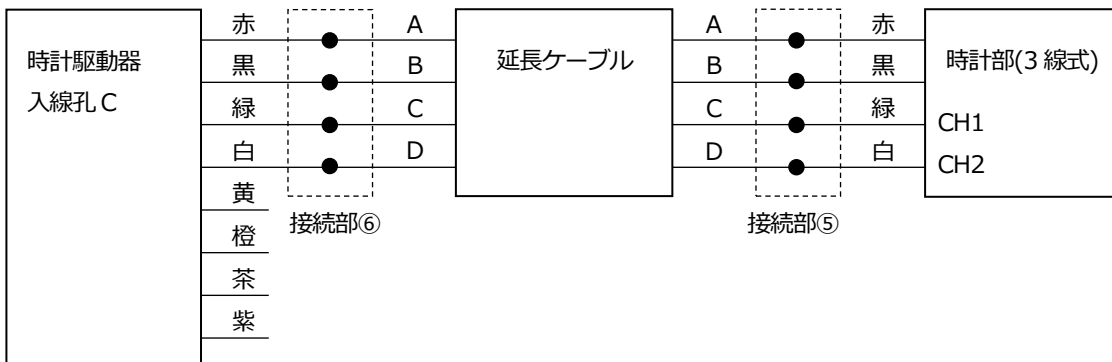 時計駆動器
入線孔 C
赤
黒
緑
白
黄
橙
茶
紫
接続部⑥
A
B
C
D
延長ケーブル
A
B
C
D
接続部⑤
赤
黒
緑
白
時計部(3 線式)
CH1
CH2